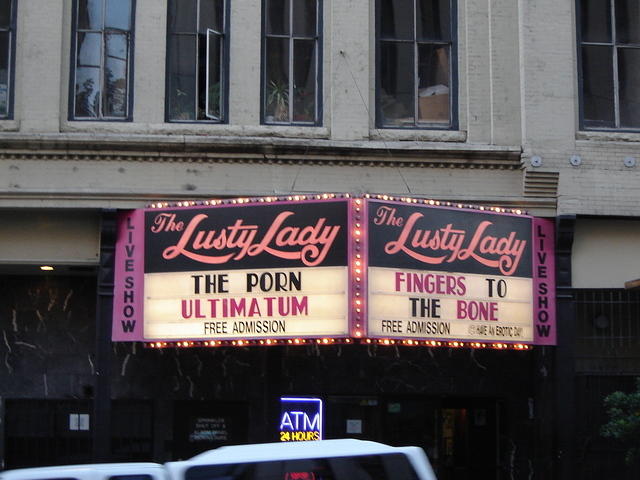 LIVE SHOW
The Lusty Lady
THE PORN
ULTIMATUM
FREE ADMISSION
The Lusty Lady
FINGERS TO
THE BONE
FREE ADMISSION HAVE AN EROTIC DAY
LIVE SHOW
ATM
24 HOURS